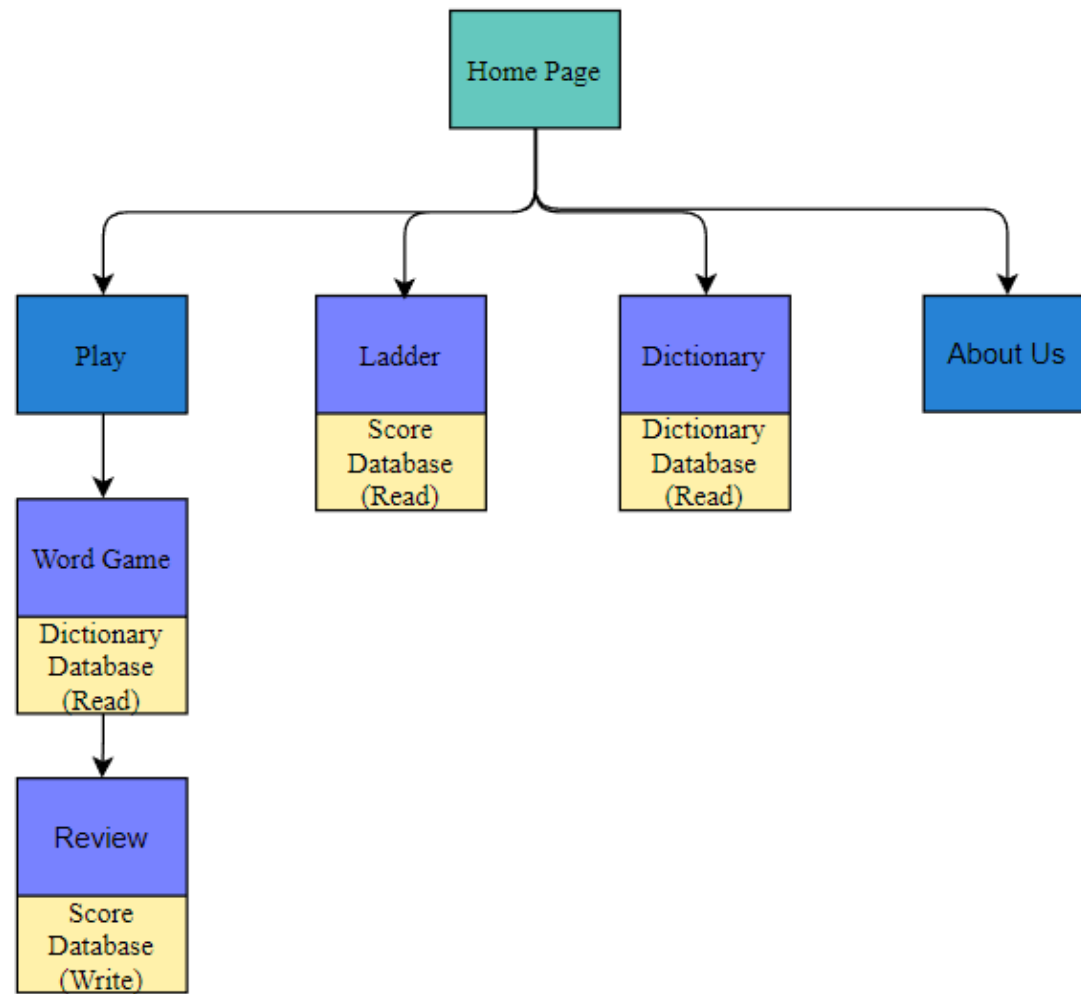 Home Page
Play
Ladder
Dictionary
About Us
Score
Database
(Read)
Dictionary
Database
(Read)
Word Game
Dictionary
Database
(Read)
Review
Score
Database
(Write)